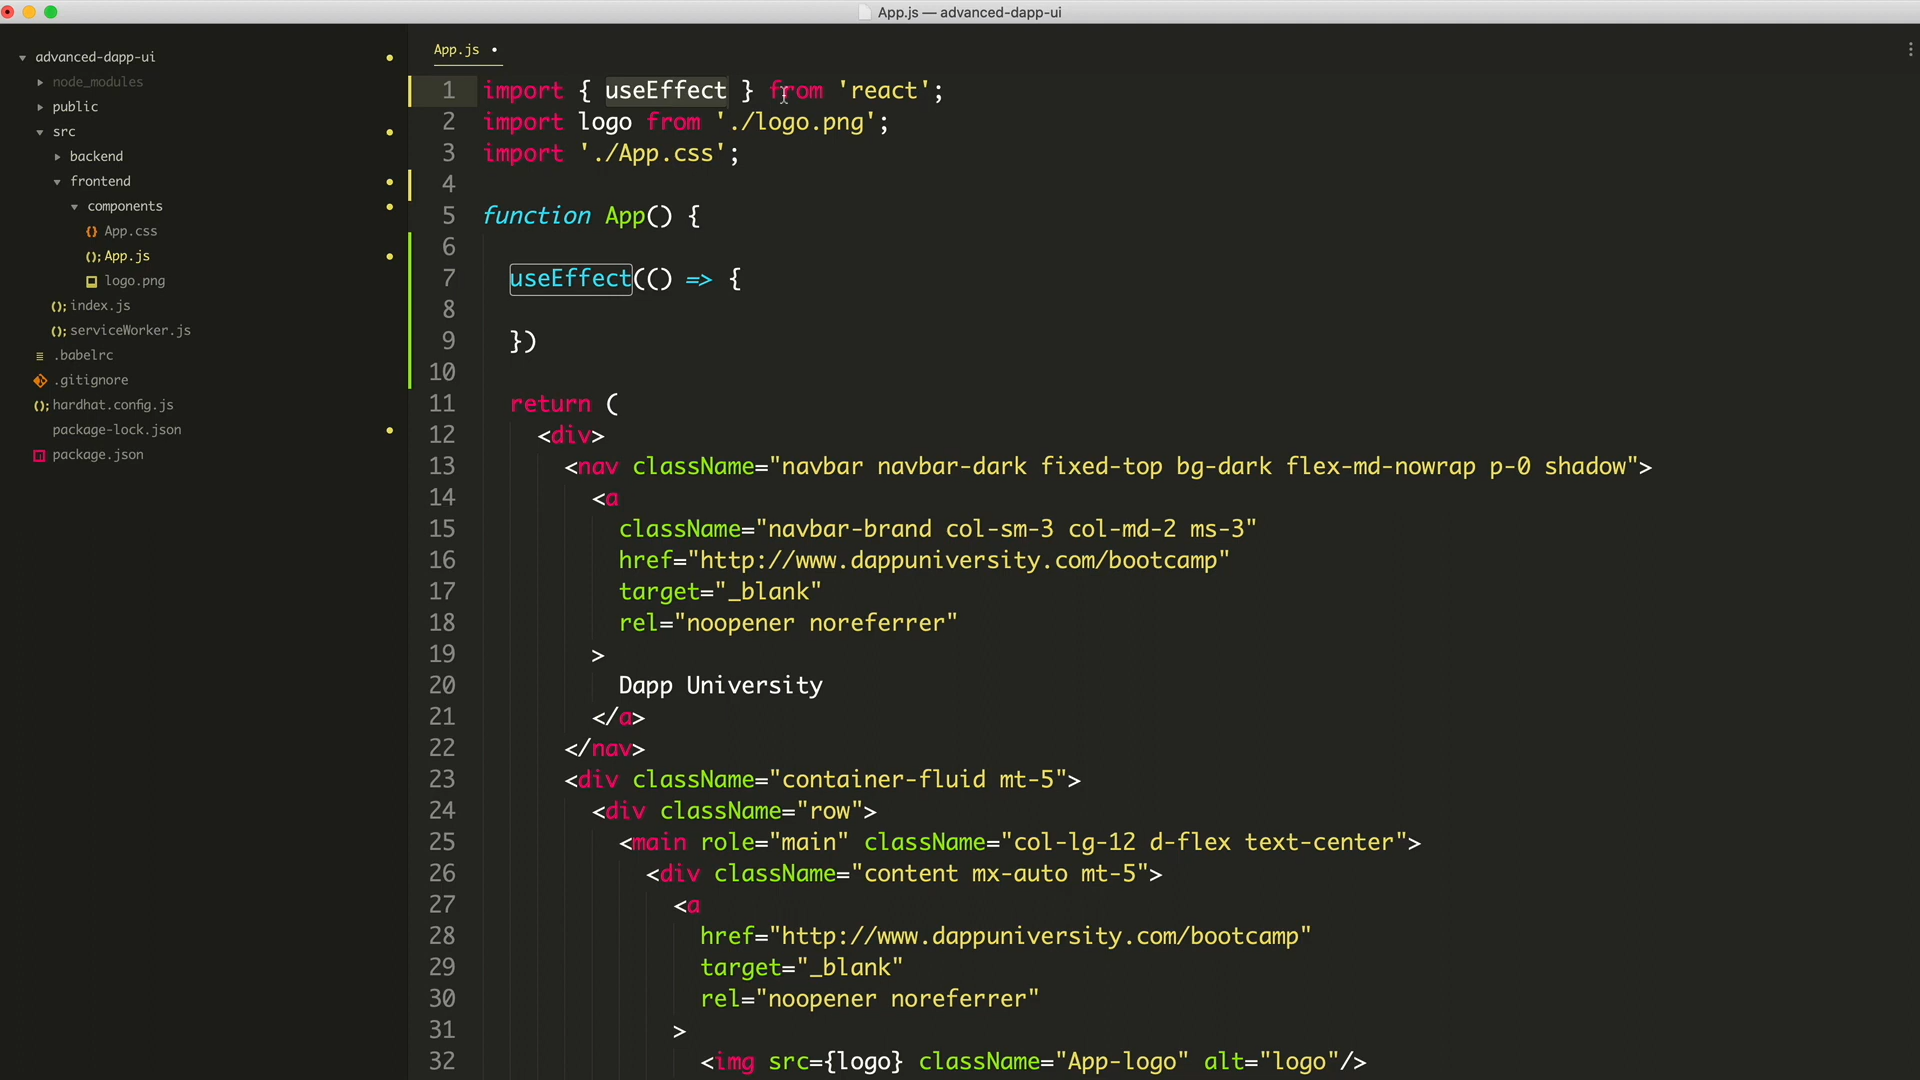 App.js — advanced-dapp-ui
advanced-dapp-ui
node_modules
public
src
backend
frontend
components
App.css
App.js
logo.png
index.js
serviceWorker.js
.babelrc
.gitignore
hardhat.config.js
package-lock.json
package.json
App.js
1 import { useEffect } from 'react';
2 import logo from './logo.png';
3 import './App.css';
4
5 function App() {
6
7 useEffect(() => {
8
9 })
10
11 return (
12 <div>
13 <nav className="navbar navbar-dark fixed-top bg-dark flex-md-nowrap p-0 shadow">
14 <a
15 className="navbar-brand col-sm-3 col-md-2 ms-3"
16 href="http://www.dappuniversity.com/bootcamp"
17 target="_blank"
18 rel="noopener noreferrer"
19 >
20 Dapp University
21 </a>
22 </nav>
23 <div className="container-fluid mt-5">
24 <div className="row">
25 <main role="main" className="col-lg-12 d-flex text-center">
26 <div className="content mx-auto mt-5">
27 <a
28 href="http://www.dappuniversity.com/bootcamp"
29 target="_blank"
30 rel="noopener noreferrer"
31 >
32 <img src={logo} className="App-logo" alt="logo"/>